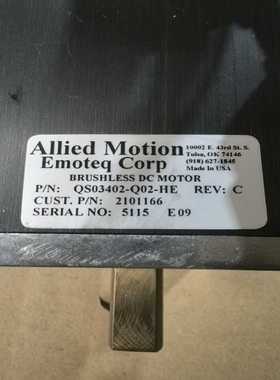 Allied Motion
Emoteq Corp
10002 E. 43rd St. S.
Tulsa, OK 74146
(918) 627-1845
Made In USA
BRUSHLESS DC MOTOR
P/N: QS03402-Q02-HE REV: C
CUST. P/N: 2101166
SERIAL NO: 5115 E09